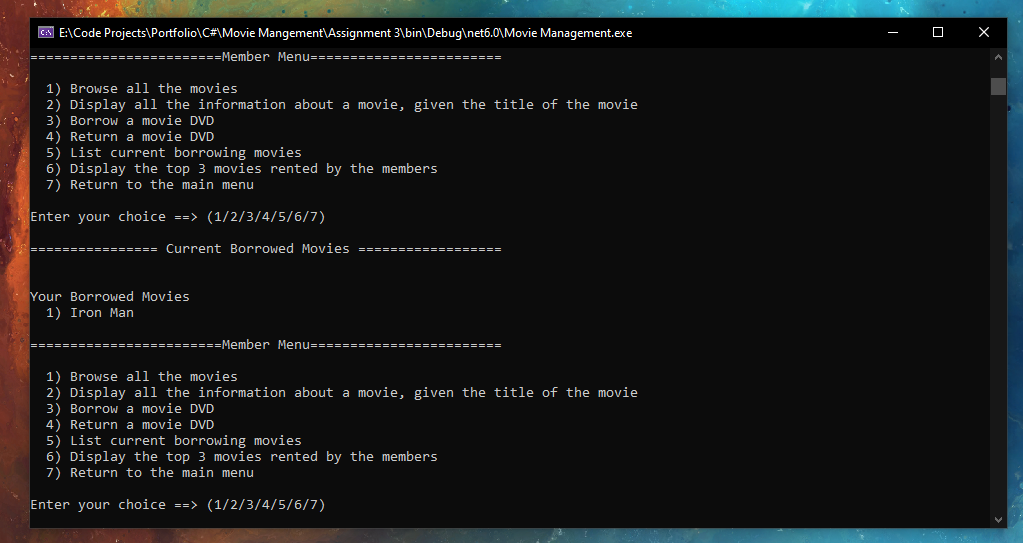 E:\Code Projects\Portfolio\C#\Movie Mangement\Assignment 3\bin\Debug\net6.0\Movie Management.exe
========================Member Menu========================
1) Browse all the movies
2) Display all the information about a movie, given the title of the movie
3) Borrow a movie DVD
4) Return a movie DVD
5) List current borrowing movies
6) Display the top 3 movies rented by the members
7) Return to the main menu
Enter your choice ==> (1/2/3/4/5/6/7)
================ Current Borrowed Movies ==================
Your Borrowed Movies
1) Iron Man
========================Member Menu========================
1) Browse all the movies
2) Display all the information about a movie, given the title of the movie
3) Borrow a movie DVD
4) Return a movie DVD
5) List current borrowing movies
6) Display the top 3 movies rented by the members
7) Return to the main menu
Enter your choice ==> (1/2/3/4/5/6/7)